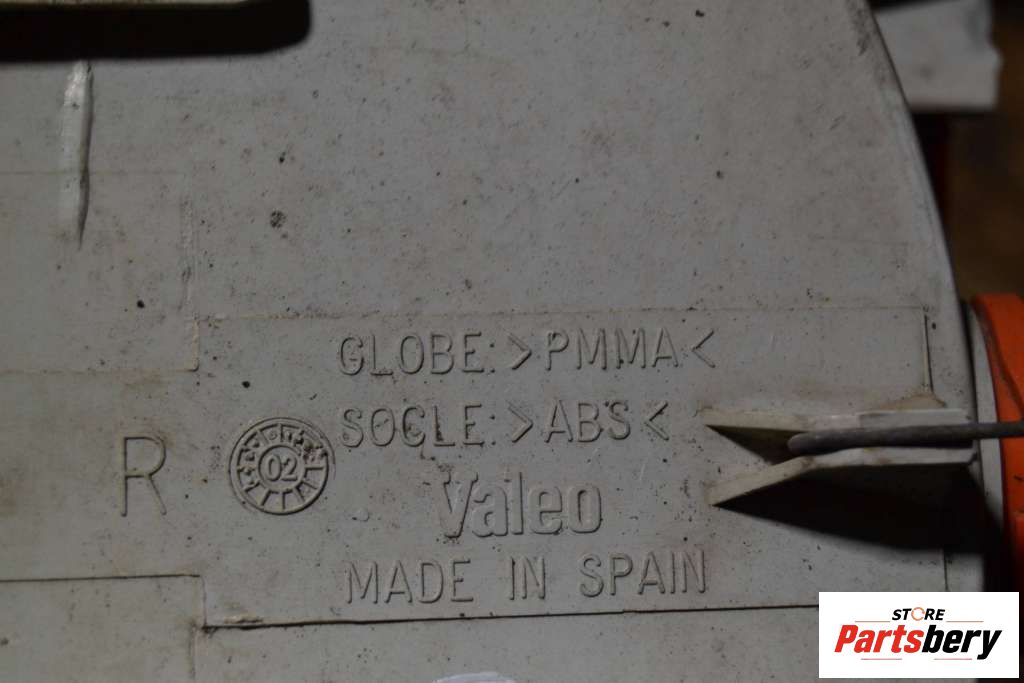 GLOBE: >PMMA<
SOCLE: >ABS<
R
02
Valeo
MADE IN SPAIN
STORE
Partsbery